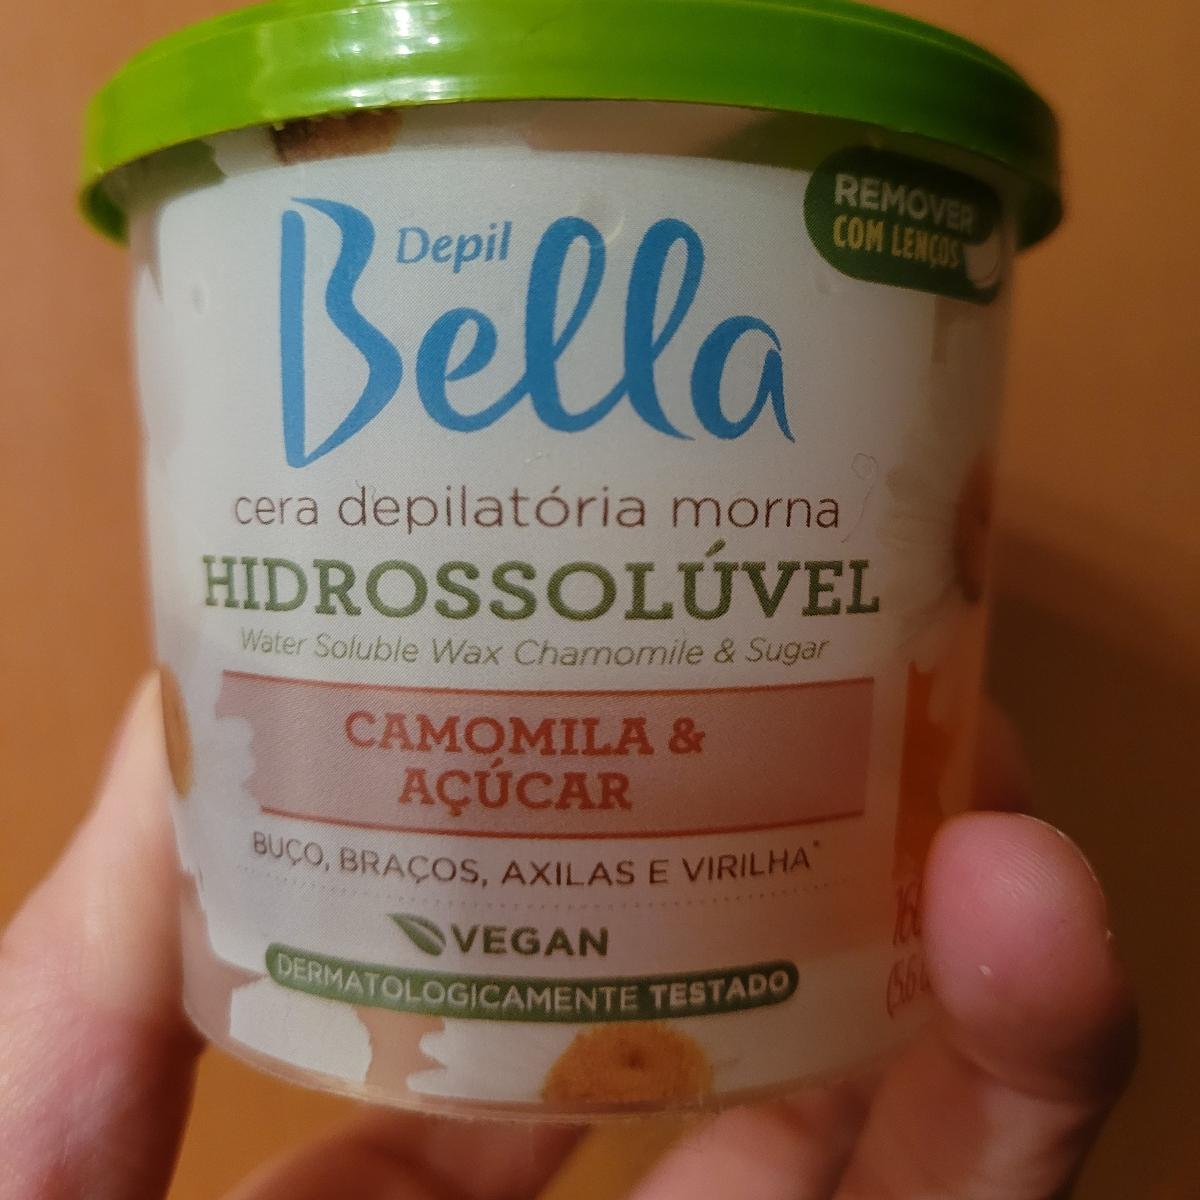 REMOVER
COM LENÇOS
Depil
Bella
cera depilatória morna
HIDROSSOLÚVEL
Water Soluble Wax Chamomile & Sugar
CAMOMILA &
AÇÚCAR
BUÇO, BRAÇOS, AXILAS E VIRILHA*
VEGAN
DERMATOLOGICAMENTE TESTADO